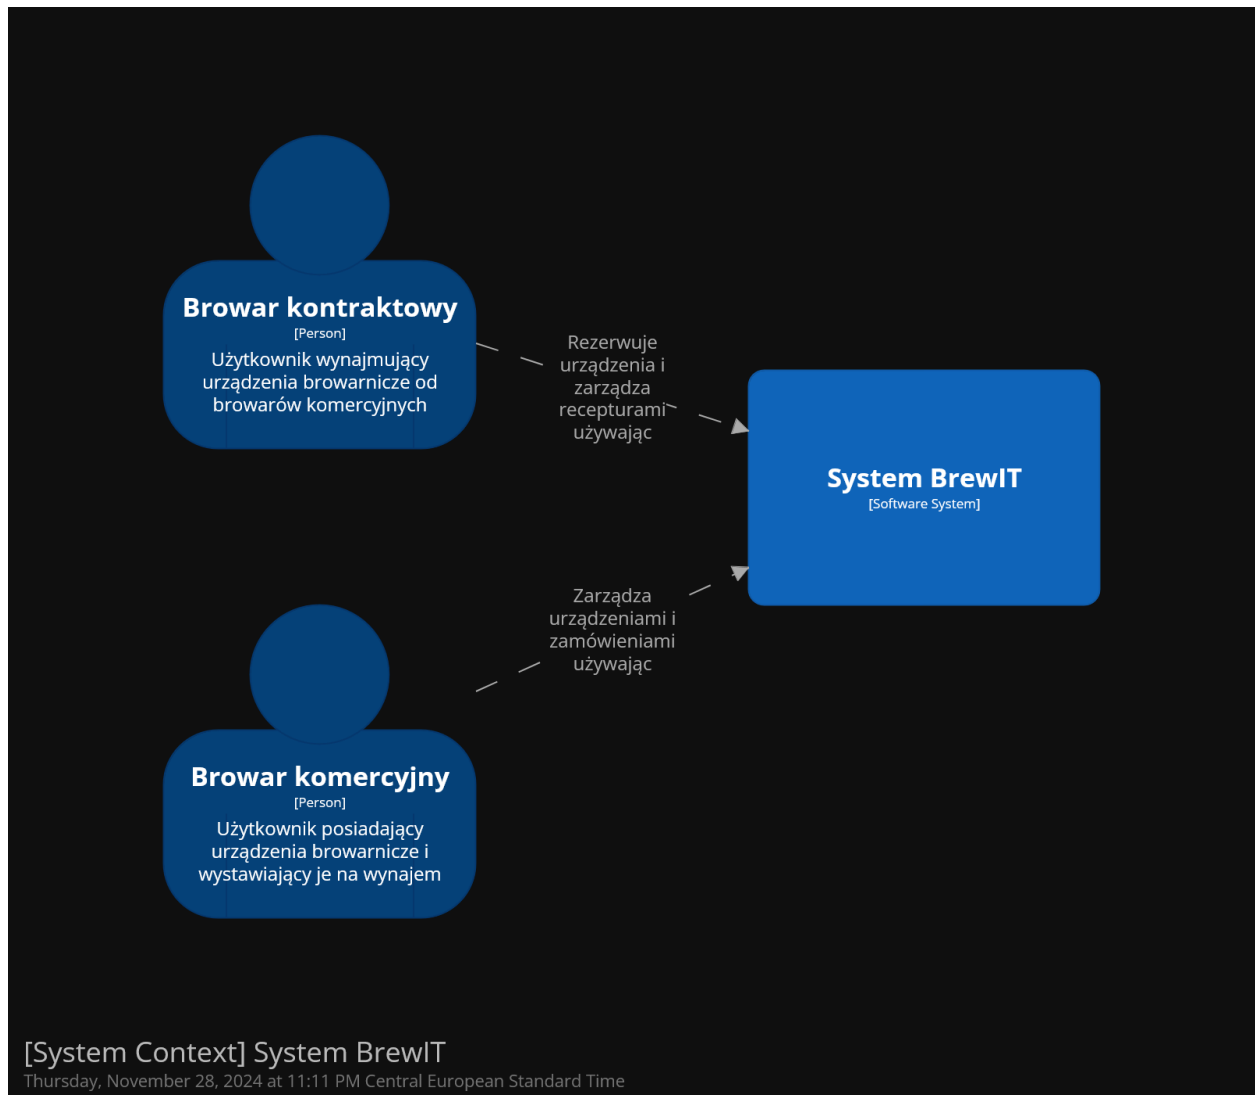 Browar kontraktowy
[Person]
Użytkownik wynajmujący
urządzenia browarnicze od
browarów komercyjnych
Rezerwuje
urządzenia i
zarządza
recepturami
używając
System BrewIT
[Software System]
Zarządza
urządzeniami i
zamówieniami
używając
Browar komercyjny
[Person]
Użytkownik posiadający
urządzenia browarnicze i
wystawiający je na wynajem
[System Context] System BrewIT
Thursday, November 28, 2024 at 11:11 PM Central European Standard Time